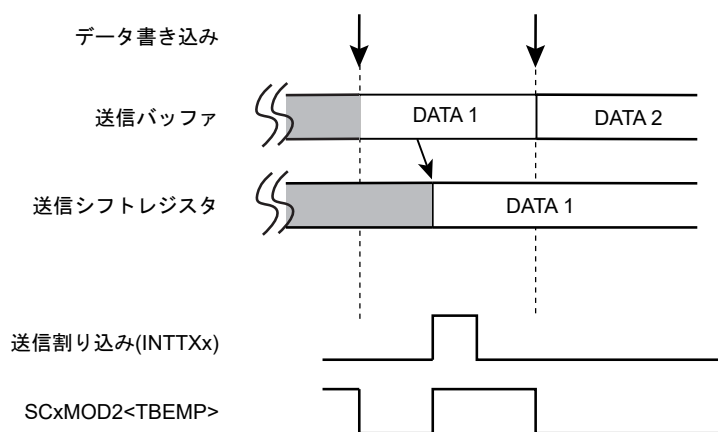 データ書き込み
送信バッファ
DATA 1
DATA 2
送信シフトレジスタ
DATA 1
送信割り込み(INTTXx)
SCxMOD2<TBEMP>